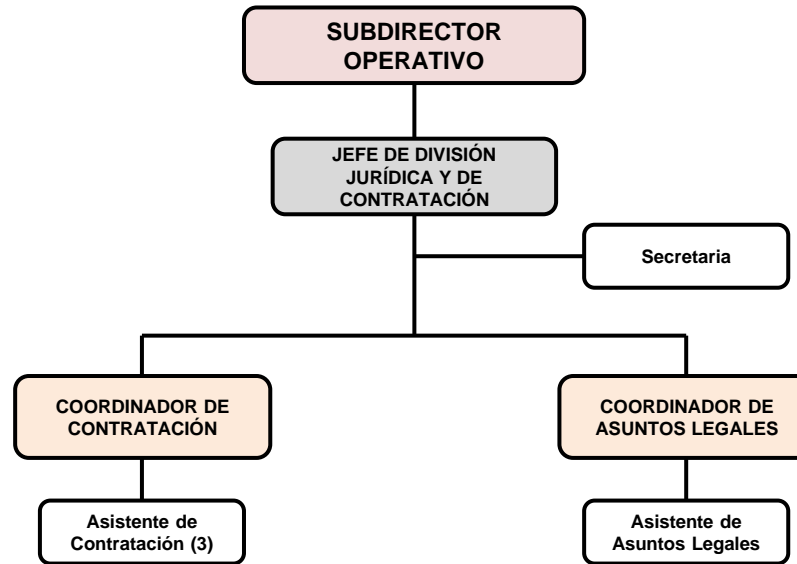 SUBDIRECTOR
OPERATIVO
JEFE DE DIVISIÓN
JURÍDICA Y DE
CONTRATACIÓN
Secretaria
COORDINADOR DE
CONTRATACIÓN
COORDINADOR DE
ASUNTOS LEGALES
Asistente de
Contratación (3)
Asistente de
Asuntos Legales